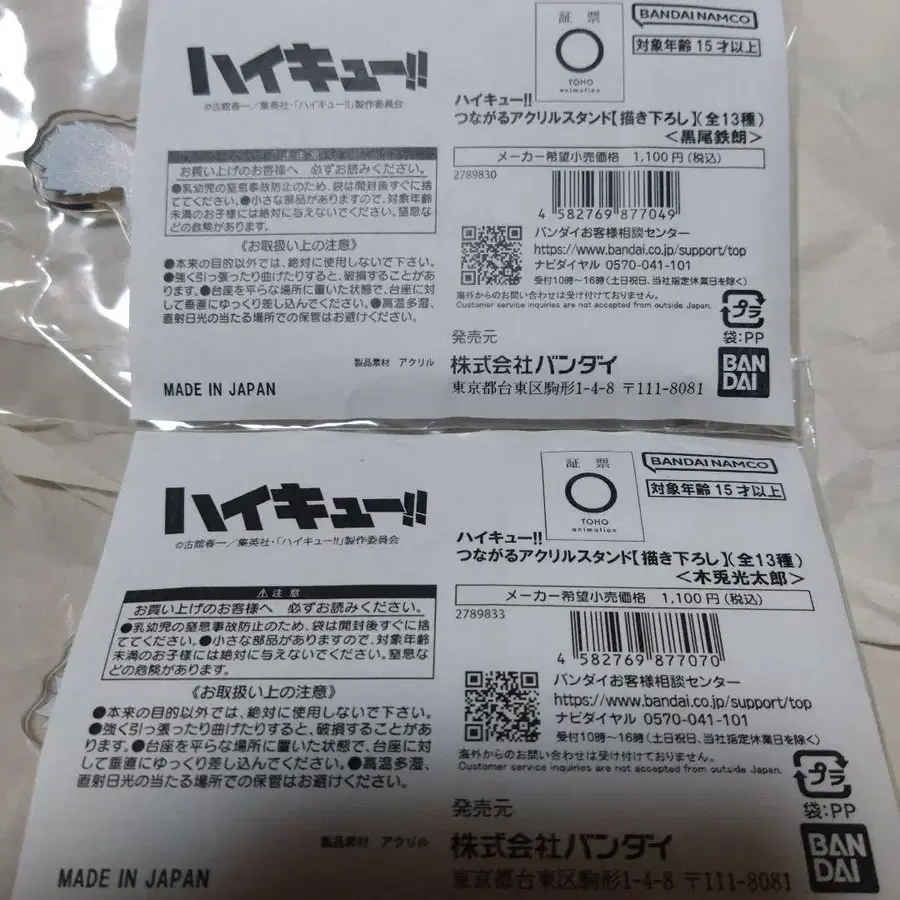 ハイキュー!!
©古舘春一/集英社・「ハイキュー!!」製作委員会
証票
TOHO
animation
BANDAI NAMCO
対象年齢15才以上
ハイキュー!!
つながるアクリルスタンド【描き下ろし】(全13種)
<黒尾鉄朗>
メーカー希望小売価格 1,100円(税込)
2789830
4 582769 877049
⚠注意
お買い上げのお客様へ 必ずお読みください。
●乳幼児の窒息事故防止のため、袋は開封後すぐに捨
ててください。●小さな部品がありますので、対象年齢
未満のお子様には絶対に与えないでください。窒息な
どの危険があります。
《お取扱い上の注意》
●本来の目的以外では、絶対に使用しないで下さい。
●強く引っ張ったり曲げたりすると、破損することがあ
ります。●台座を平らな場所に置いた状態で、台座に対
して垂直にゆっくり差し込んでください。●高温多湿、
直射日光の当たる場所での保管はお避けください。
製品素材 アクリル
MADE IN JAPAN
バンダイお客様相談センター
https://www.bandai.co.jp/support/top
ナビダイヤル 0570-041-101
受付10時～16時(土日祝日、当社指定休業日を除く)
海外からのお問い合わせは受け付けておりません。
Customer service inquiries are not accepted from outside Japan.
プラ
袋:PP
発売元
株式会社バンダイ
東京都台東区駒形1-4-8 〒111-8081
BAN
DAI
ハイキュー!!
©古舘春一/集英社・「ハイキュー!!」製作委員会
証票
TOHO
animation
BANDAI NAMCO
対象年齢15才以上
ハイキュー!!
つながるアクリルスタンド【描き下ろし】(全13種)
<木兎光太郎>
メーカー希望小売価格 1,100円(税込)
2789833
4 582769 877070
⚠注意
お買い上げのお客様へ 必ずお読みください。
●乳幼児の窒息事故防止のため、袋は開封後すぐに捨
ててください。●小さな部品がありますので、対象年齢
未満のお子様には絶対に与えないでください。窒息な
どの危険があります。
《お取扱い上の注意》
●本来の目的以外では、絶対に使用しないで下さい。
●強く引っ張ったり曲げたりすると、破損することがあり
ます。●台座を平らな場所に置いた状態で、台座に対
して垂直にゆっくり差し込んでください。●高温多湿、
直射日光の当たる場所での保管はお避けください。
製品素材 アクリル
MADE IN JAPAN
バンダイお客様相談センター
https://www.bandai.co.jp/support/top
ナビダイヤル 0570-041-101
受付10時～16時(土日祝日、当社指定休業日を除く)
海外からのお問い合わせは受け付けておりません。
Customer service inquiries are not accepted from outside Japan.
プラ
袋:PP
発売元
株式会社バンダイ
東京都台東区駒形1-4-8 〒111-8081
BAN
DAI